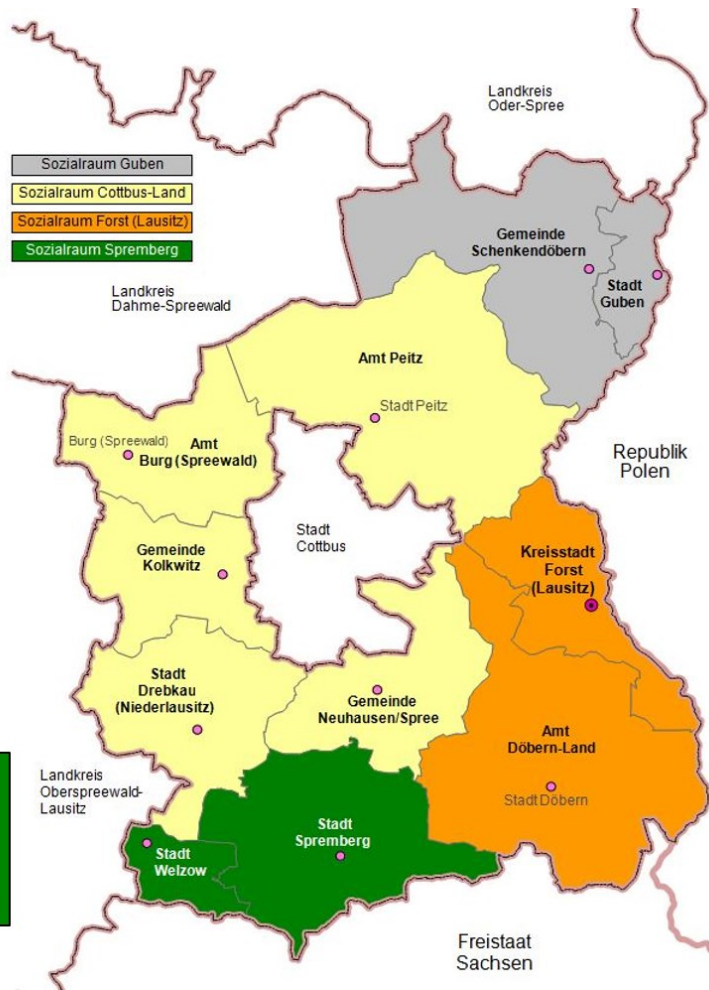 Landkreis
Oder-Spree
Sozialraum Guben
Sozialraum Cottbus-Land
Sozialraum Forst (Lausitz)
Sozialraum Spremberg
Gemeinde
Schenkendöbern
Stadt
Guben
Landkreis
Dahme-Spreewald
Amt Peitz
Stadt Peitz
Burg (Spreewald)
Amt
Burg (Spreewald)
Republik
Polen
Stadt
Cottbus
Gemeinde
Kolkwitz
Kreisstadt
Forst
(Lausitz)
Stadt
Drebkau
(Niederlausitz)
Gemeinde
Neuhausen/Spree
Amt
Döbern-Land
Stadt Döbern
Landkreis
Oberspreewald-
Lausitz
Stadt
Spremberg
Stadt
Welzow
Freistaat
Sachsen